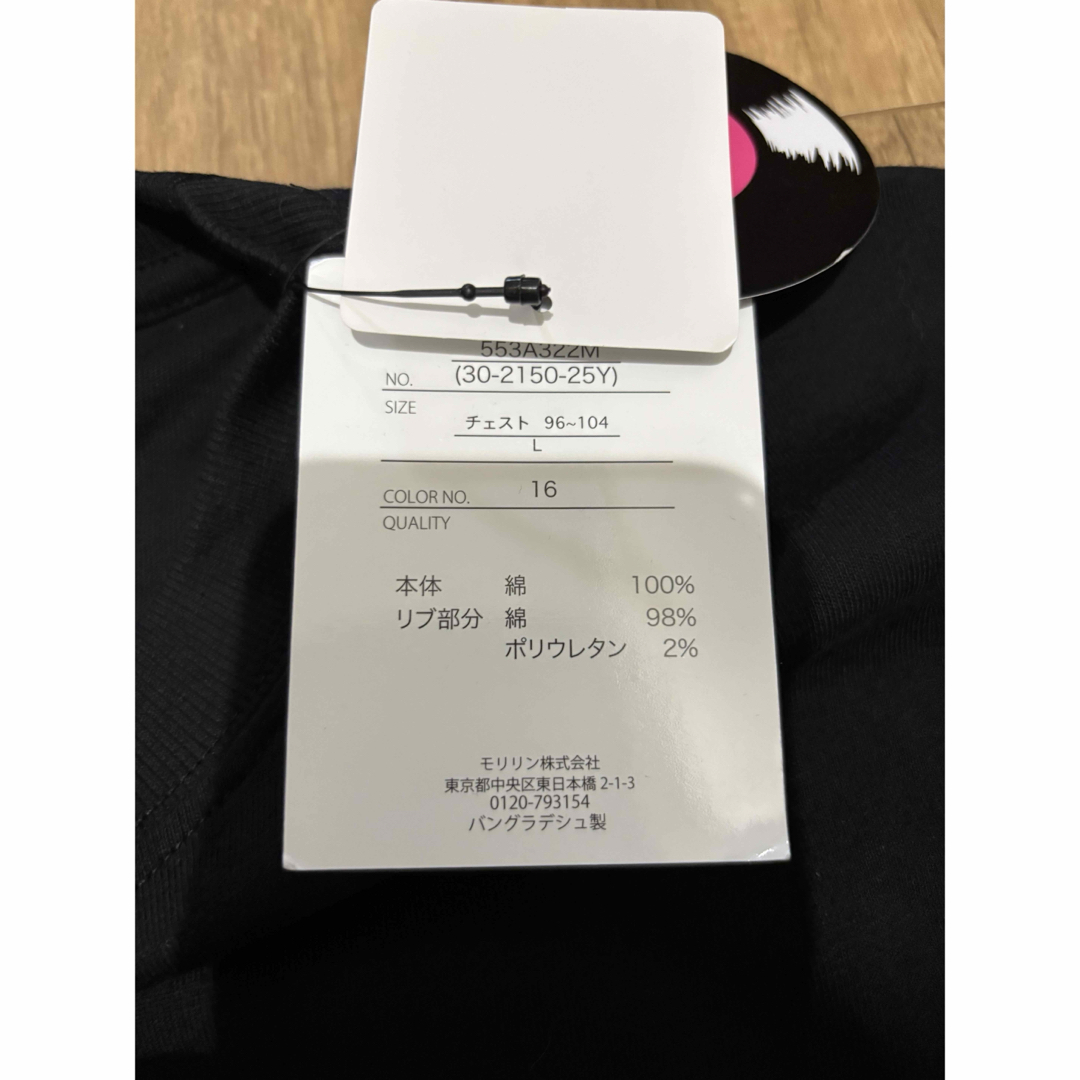 553A322M
NO. (30-2150-25Y)
SIZE
チェスト 96~104
L
COLOR NO. 16
QUALITY
本体 綿 100%
リブ部分 綿 98%
ポリウレタン 2%
モリリン株式会社
東京都中央区東日本橋 2-1-3
0120-793154
バングラデシュ製